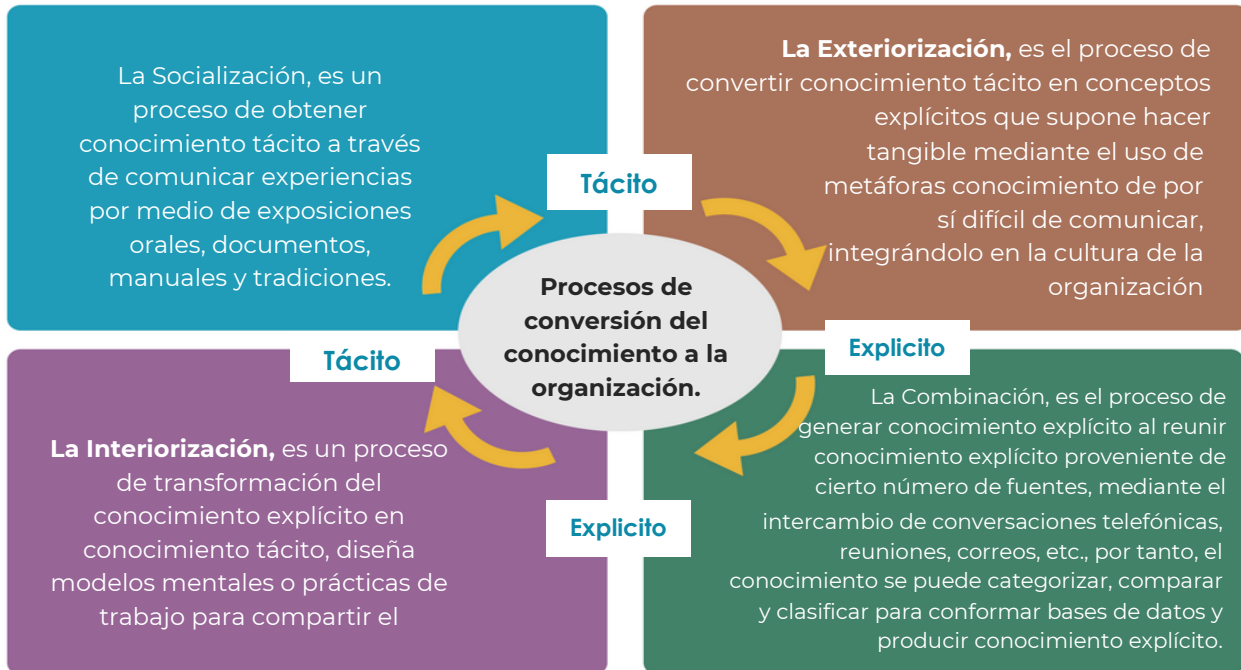 La Socialización, es un
proceso de obtener
conocimiento tácito a través
de comunicar experiencias
por medio de exposiciones
orales, documentos,
manuales y tradiciones.
La Exteriorización, es el proceso de
convertir conocimiento tácito en conceptos
explícitos que supone hacer
tangible mediante el uso de
metáforas conocimiento de por
sí difícil de comunicar,
integrándolo en la cultura de la
organización
Tácito
Procesos de
conversión del
conocimiento a la
organización.
Tácito
Explicito
La Interiorización, es un proceso
de transformación del
conocimiento explícito en
conocimiento tácito, diseña
modelos mentales o prácticas de
trabajo para compartir el
Explicito
La Combinación, es el proceso de
generar conocimiento explícito al reunir
conocimiento explícito proveniente de
cierto número de fuentes, mediante el
intercambio de conversaciones telefónicas,
reuniones, correos, etc., por tanto, el
conocimiento se puede categorizar, comparar
y clasificar para conformar bases de datos y
producir conocimiento explícito.